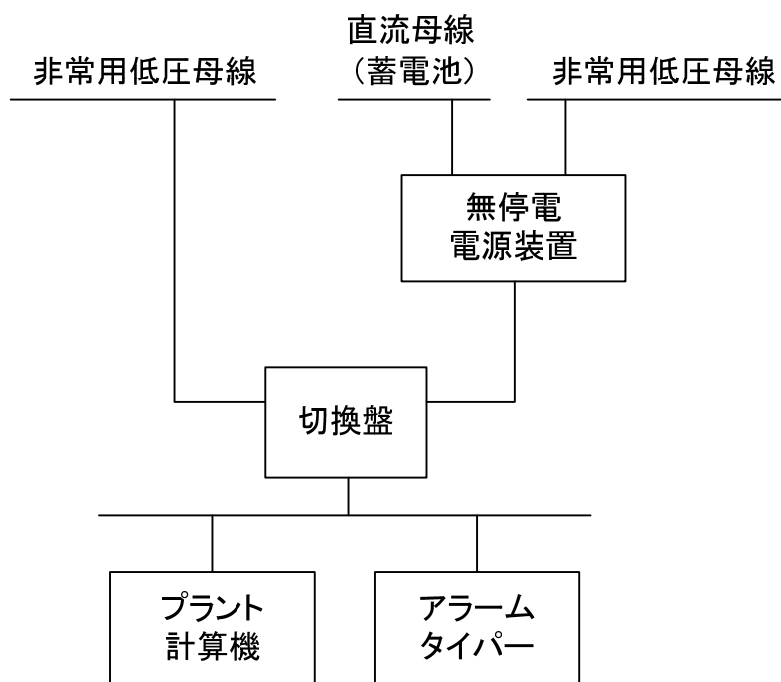 非常用低圧母線
直流母線
（蓄電池）
非常用低圧母線
無停電
電源装置
切換盤
プラント
計算機
アラーム
タイパー